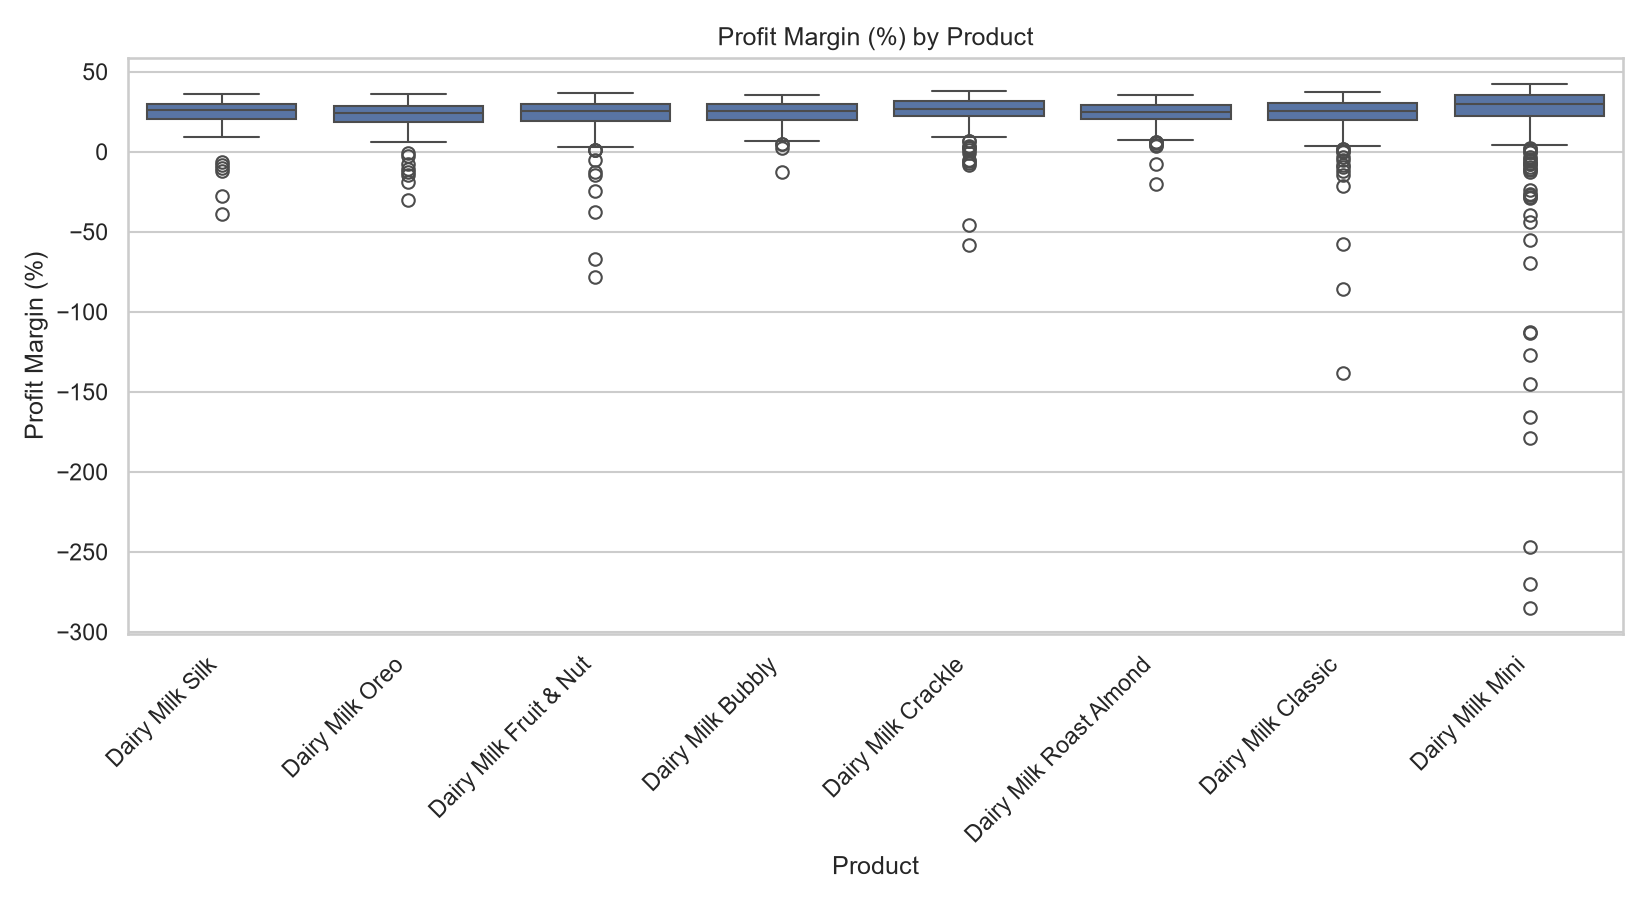 Profit Margin (%) by Product
Profit Margin (%)
50
0
−50
−100
−150
−200
−250
−300
Dairy Milk Silk
Dairy Milk Oreo
Dairy Milk Fruit & Nut
Dairy Milk Bubbly
Dairy Milk Crackle
Dairy Milk Roast Almond
Dairy Milk Classic
Dairy Milk Mini
Product